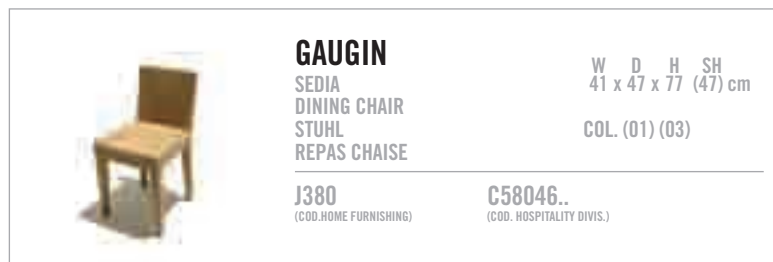 GAUGIN
SEDIA
DINING CHAIR
STUHL
REPAS CHAISE
W D H SH
41 x 47 x 77 (47) cm
COL. (01) (03)
J380
(COD.HOME FURNISHING)
C58046..
(COD. HOSPITALITY DIVIS.)